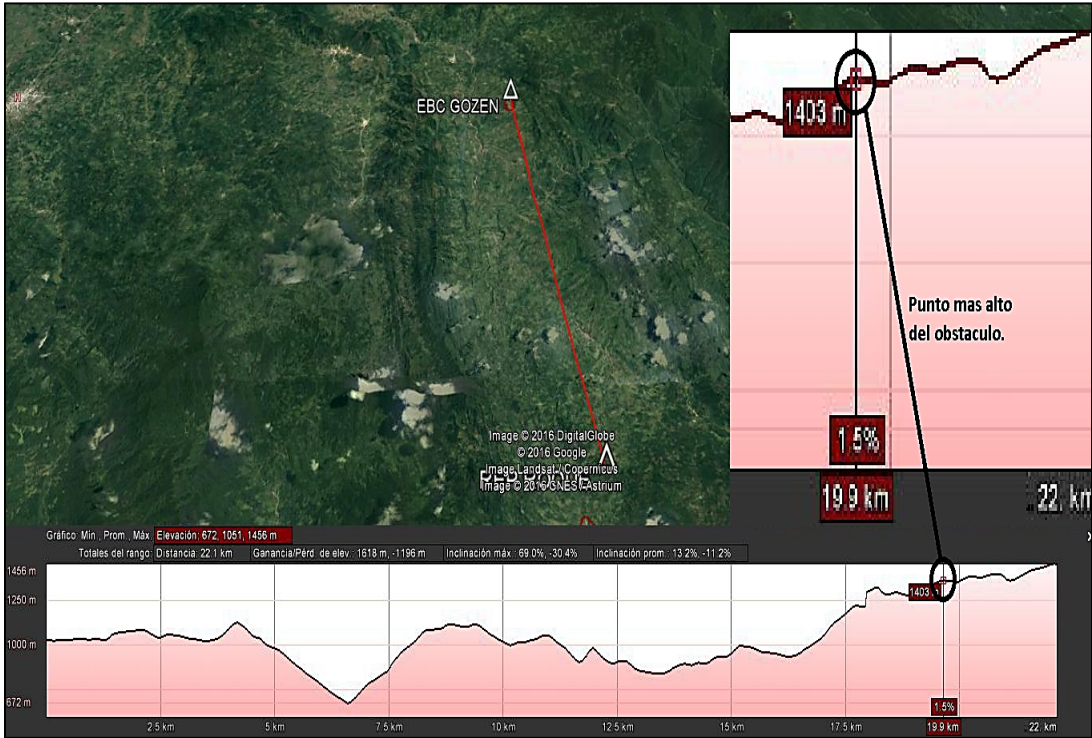 EBC GOZEN
1403 m
Punto mas alto
del obstaculo.
1.5%
19.9 km
22. km
Image © 2016 DigitalGlobe
© 2016 Google
Image Landsat / Copernicus
Image © 2016 CNES / Astrium
Gráfico: Mín., Prom., Máx. Elevación: 672, 1051, 1456 m
Totales del rango: Distancia: 22.1 km Ganancia/Pérd. de elev.: 1618 m, -1196 m Inclinación máx.: 69.0%, -30.4% Inclinación prom.: 13.2%, -11.2%
1456 m
1250 m
1403 m
1000 m
672 m
1.5%
2.5 km 5 km 7.5 km 10 km 12.5 km 15 km 17.5 km 19.9 km 22. km